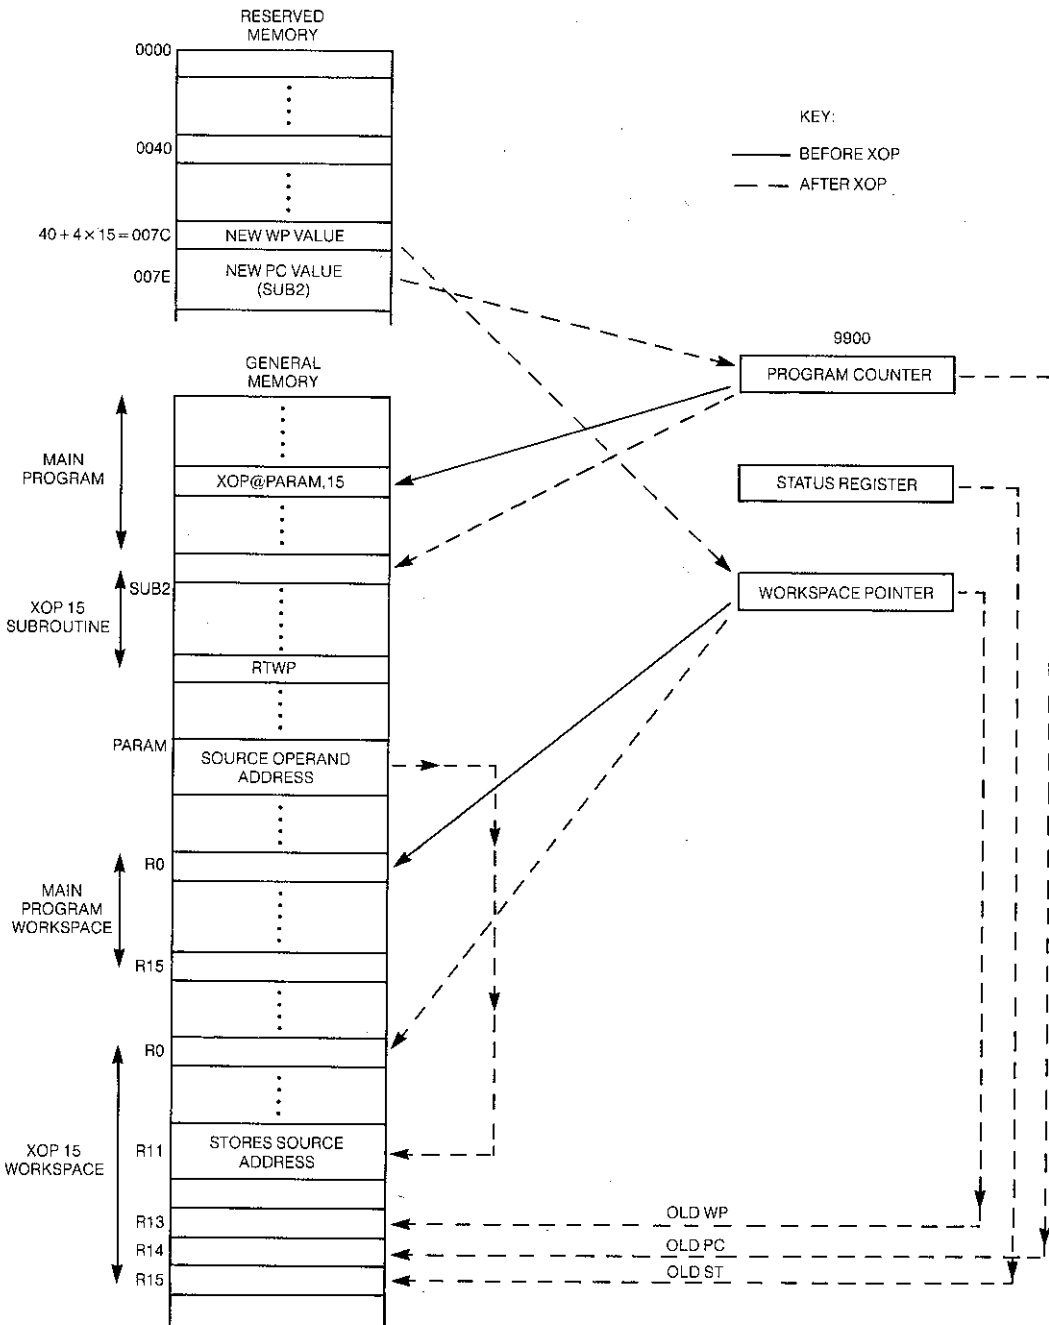 RESERVED
MEMORY
0000
KEY:
0040
BEFORE XOP
AFTER XOP
40 + 4 × 15 = 007C
NEW WP VALUE
007E
NEW PC VALUE
(SUB2)
9900
GENERAL
MEMORY
PROGRAM COUNTER
MAIN
PROGRAM
XOP@PARAM,15
STATUS REGISTER
SUB2
XOP 15
SUBROUTINE
WORKSPACE POINTER
RTWP
PARAM
SOURCE OPERAND
ADDRESS
R0
MAIN
PROGRAM
WORKSPACE
R15
R0
XOP 15
WORKSPACE
R11
STORES SOURCE
ADDRESS
R13
OLD WP
R14
OLD PC
R15
OLD ST